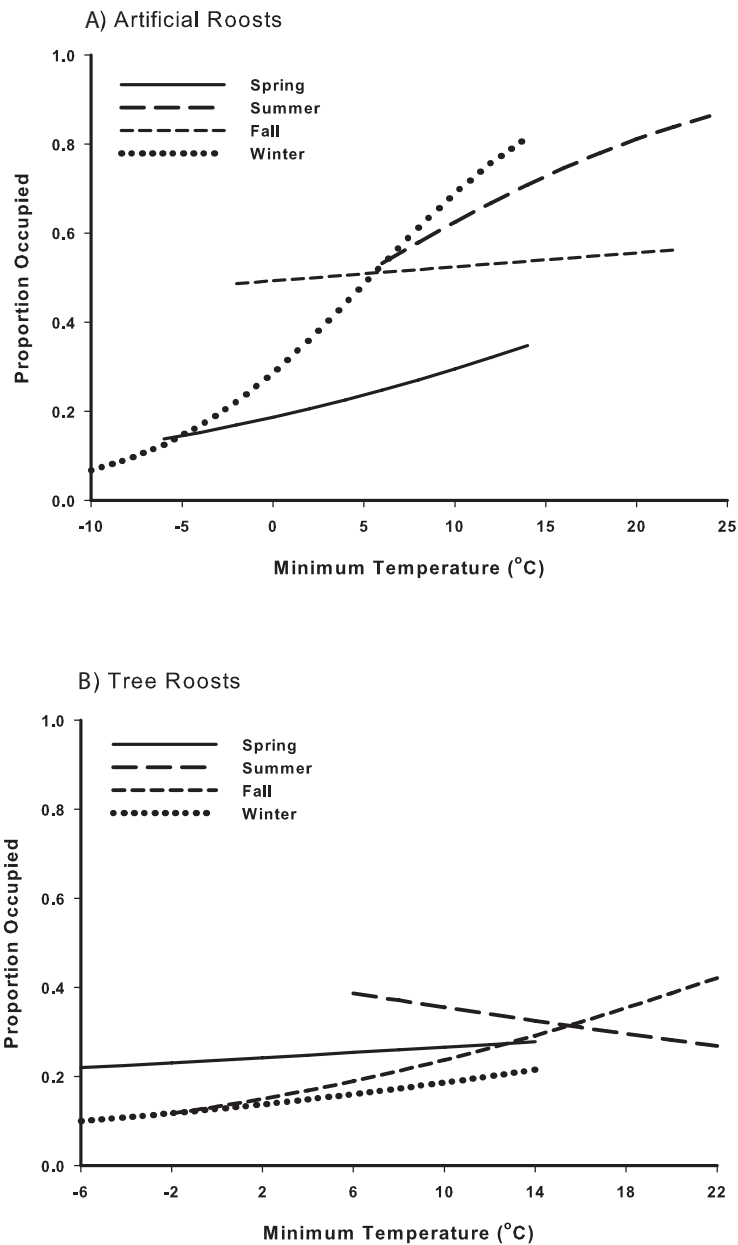 A) Artificial Roosts
1.0
Spring
Summer
Fall
Winter
0.8
0.6
0.4
0.2
0.0
Proportion Occupied
-10 -5 0 5 10 15 20 25
Minimum Temperature (°C)
B) Tree Roosts
1.0
Spring
Summer
Fall
Winter
0.8
0.6
0.4
0.2
0.0
Proportion Occupied
-6 -2 2 6 10 14 18 22
Minimum Temperature (°C)